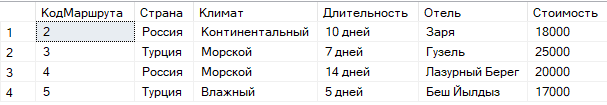 КодМаршрута Страна Климат Длительность Отель Стоимость
1 2 Россия Континентальный 10 дней Заря 18000
2 3 Турция Морской 7 дней Гузель 25000
3 4 Россия Морской 14 дней Лазурный Берег 20000
4 5 Турция Влажный 5 дней Беш Йылдыз 17000